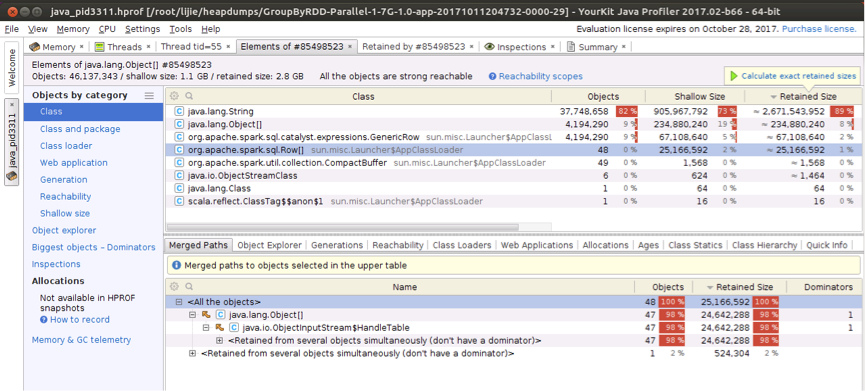 java_pid3311.hprof [/root/lijie/heapdumps/GroupByRDD-Parallel-1-7G-1.0-app-20171011204732-0000-29] - YourKit Java Profiler 2017.02-b66 - 64-bit
File View Memory CPU Settings Tools Help Evaluation license expires on October 28, 2017. Purchase license.
Welcome
java_pid3311
Memory Threads Thread tid=55 Elements of #85498523 Retained by #85498523 Inspections Summary
Elements of java.lang.Object[] #85498523
Objects: 46,137,343 / shallow size: 1.1 GB / retained size: 2.8 GB All the objects are strong reachable Reachability scopes Calculate exact retained sizes
Objects by category
Class
Class and package
Class loader
Web application
Generation
Reachability
Shallow size
Object explorer
Biggest objects – Dominators
Inspections
Allocations
Not available in HPROF
snapshots
How to record
Memory & GC telemetry
Class Objects Shallow Size Retained Size
java.lang.String 37,748,658 82 % 905,967,792 73 % ≈ 2,671,543,952 89 %
java.lang.Object[] 4,194,290 9 % 234,880,240 19 % ≈ 234,880,240 8 %
org.apache.spark.sql.catalyst.expressions.GenericRow sun.misc.Launcher$AppClassL 4,194,290 9 % 67,108,640 5 % ≈ 67,108,640 2 %
org.apache.spark.sql.Row[] sun.misc.Launcher$AppClassLoader 48 0 % 25,166,592 2 % ≈ 25,166,592 1 %
org.apache.spark.util.collection.CompactBuffer sun.misc.Launcher$AppClassLoader 49 0 % 1,568 0 % ≈ 1,568 0 %
java.io.ObjectStreamClass 6 0 % 624 0 % ≈ 1,464 0 %
java.lang.Class 1 0 % 64 0 % 64 0 %
scala.reflect.ClassTag$$anon$1 sun.misc.Launcher$AppClassLoader 1 0 % 16 0 % 16 0 %
Merged Paths Object Explorer Generations Reachability Class Loaders Web Applications Allocations Ages Class Statics Class Hierarchy Quick Info
Merged paths to objects selected in the upper table
Name Objects Retained Size Dominators
<All the objects> 48 100 % 25,166,592 100 %
java.lang.Object[] 47 98 % 24,642,288 98 % 1
java.io.ObjectInputStream$HandleTable 47 98 % 24,642,288 98 % 1
<Retained from several objects simultaneously (don't have a dominator)> 47 98 % 24,642,288 98 %
<Retained from several objects simultaneously (don't have a dominator)> 1 2 % 524,304 2 %